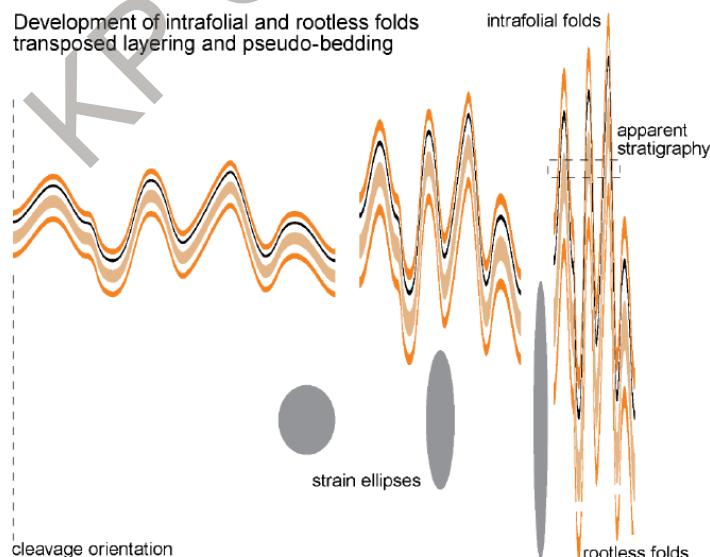 Development of intrafolial and rootless folds
transposed layering and pseudo-bedding
intrafolial folds
KP
apparent
stratigraphy
strain ellipses
cleavage orientation
rootless folds